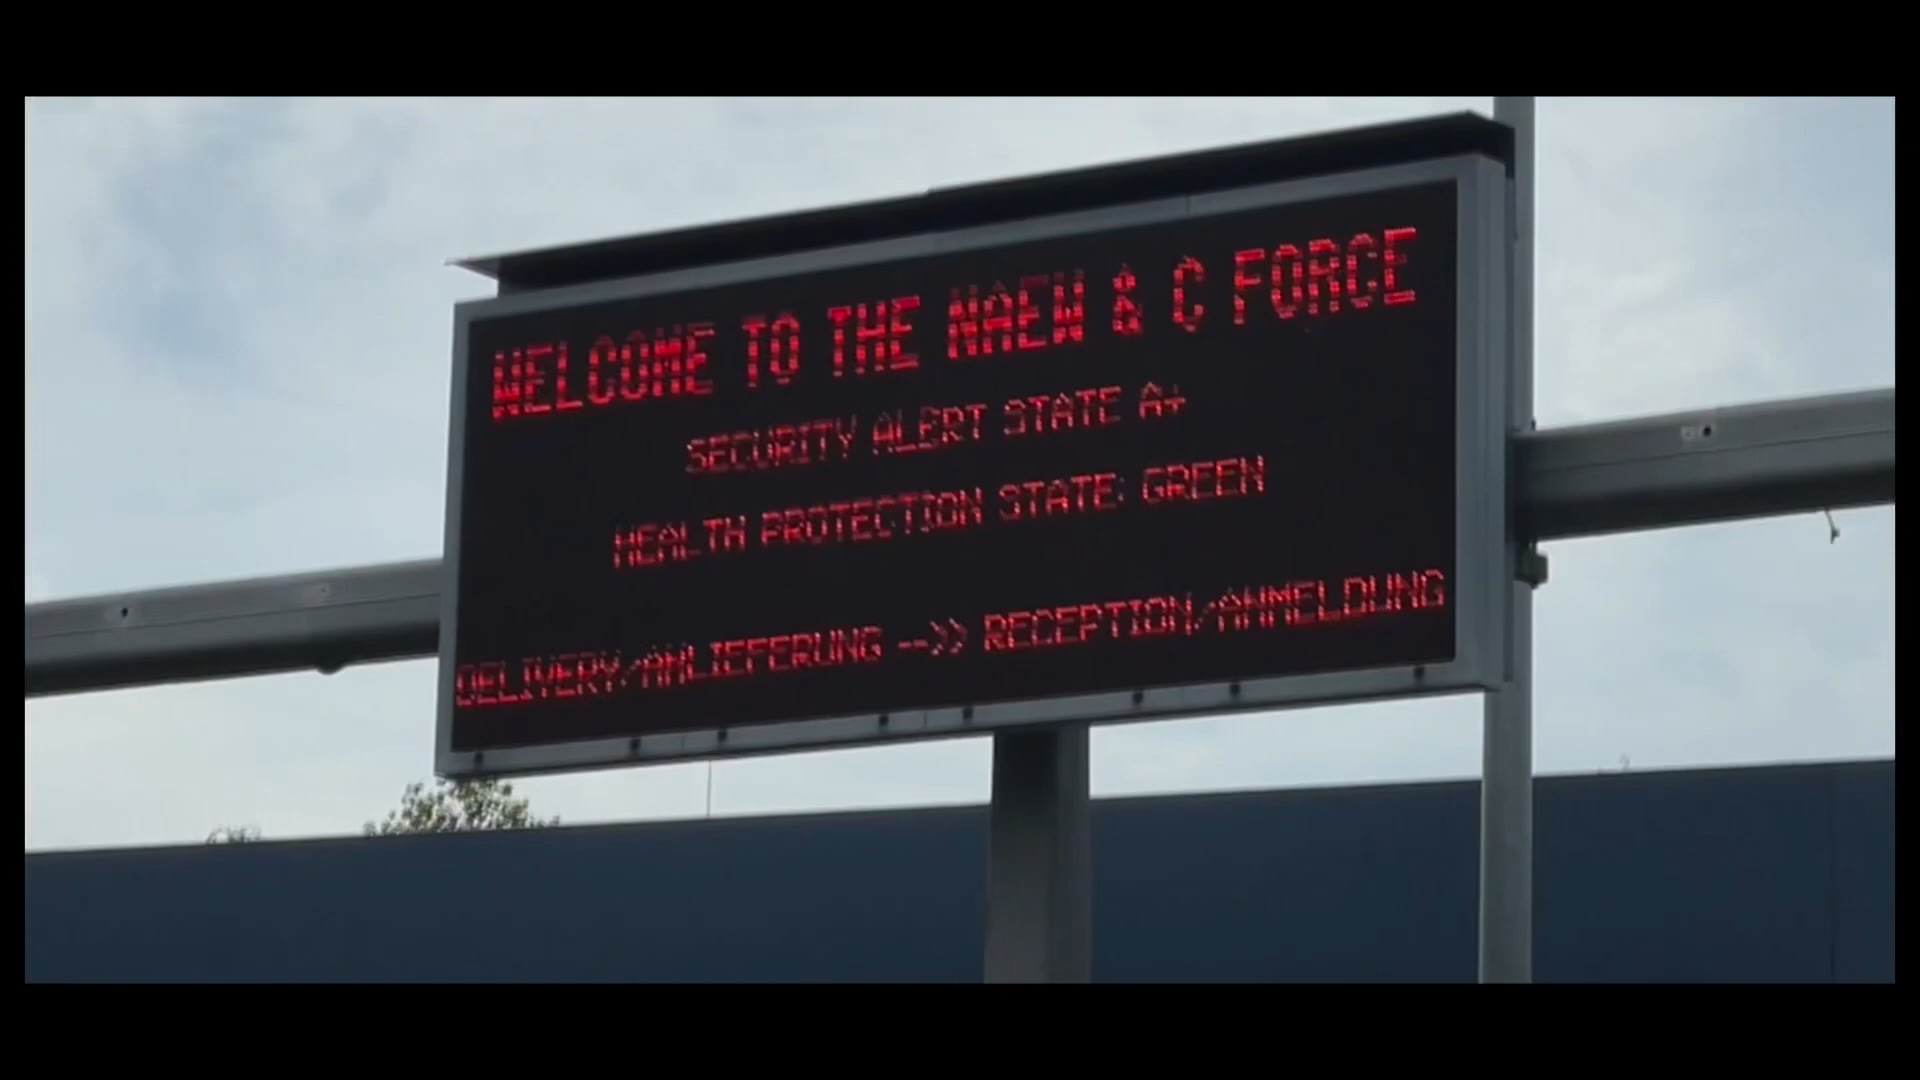 WELCOME TO THE NAEW & C FORCE
SECURITY ALERT STATE A+
HEALTH PROTECTION STATE: GREEN
DELIVERY/ANLIEFERUNG -->> RECEPTION/ANMELDUNG